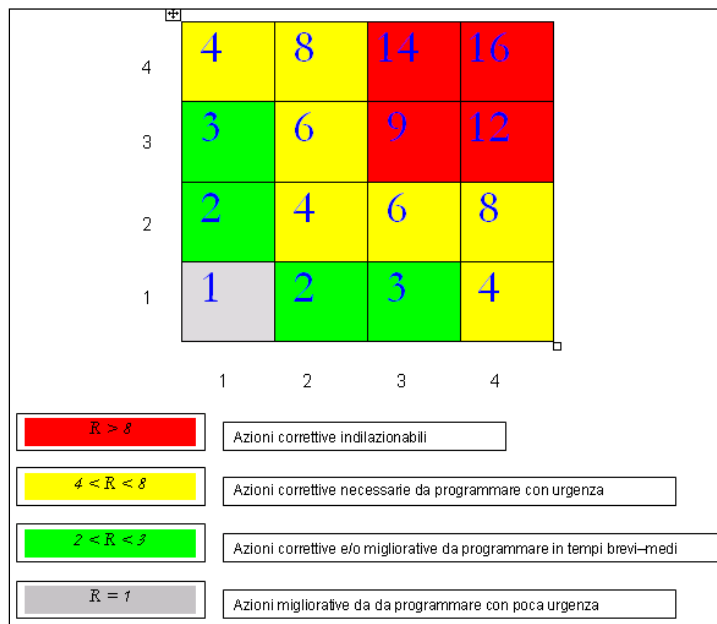 4 4 8 14 16
3 3 6 9 12
2 2 4 6 8
1 1 2 3 4
1 2 3 4
R > 8 Azioni correttive indilazionabili
4 < R < 8 Azioni correttive necessarie da programmare con urgenza
2 < R < 3 Azioni correttive e/o migliorative da programmare in tempi brevi–medi
R = 1 Azioni migliorative da da programmare con poca urgenza